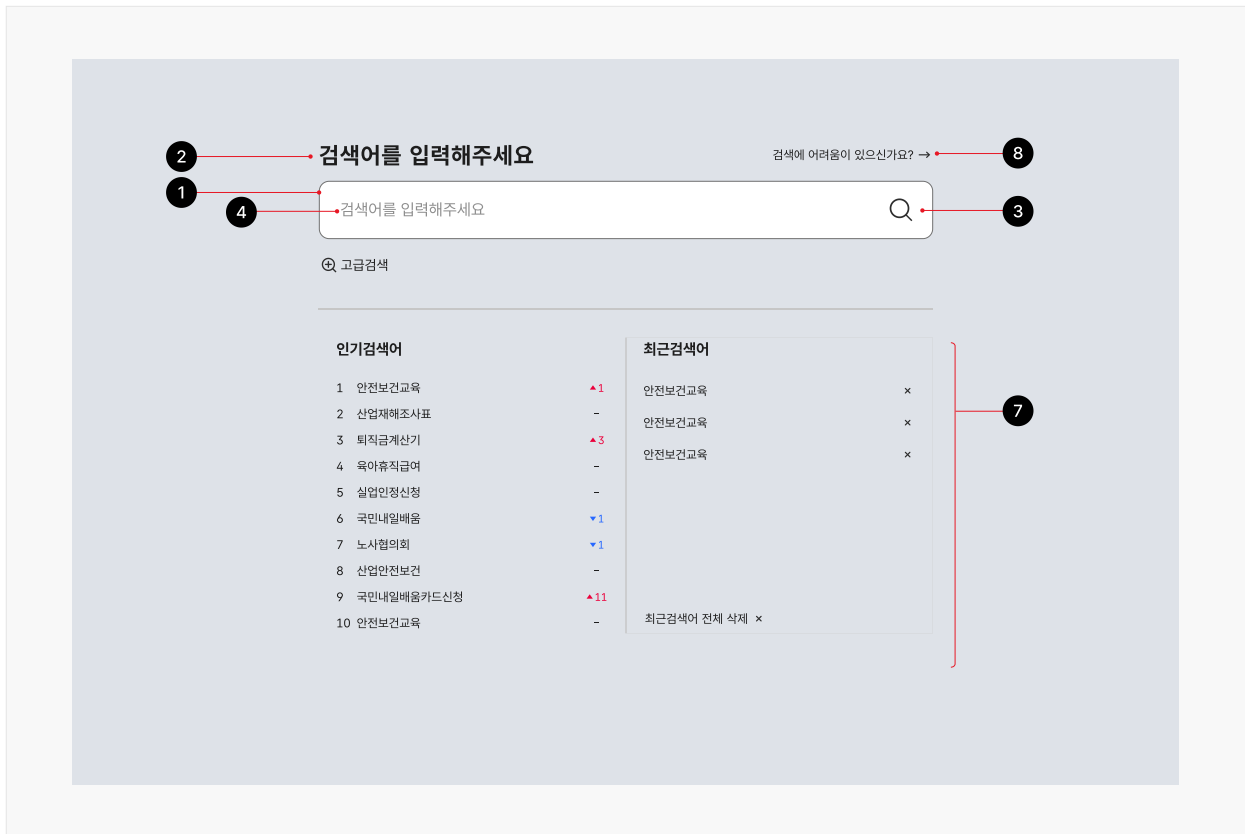 2 검색어를 입력해주세요 검색에 어려움이 있으신가요? → 8
1
4 검색어를 입력해주세요 3
고급검색
인기검색어
1 안전보건교육 ▲1
2 산업재해조사표 –
3 퇴직금계산기 ▲3
4 육아휴직급여 –
5 실업인정신청 –
6 국민내일배움 ▼1
7 노사협의회 ▼1
8 산업안전보건 –
9 국민내일배움카드신청 ▲11
10 안전보건교육 –
최근검색어
안전보건교육 ×
안전보건교육 ×
안전보건교육 ×
최근검색어 전체 삭제 ×
7